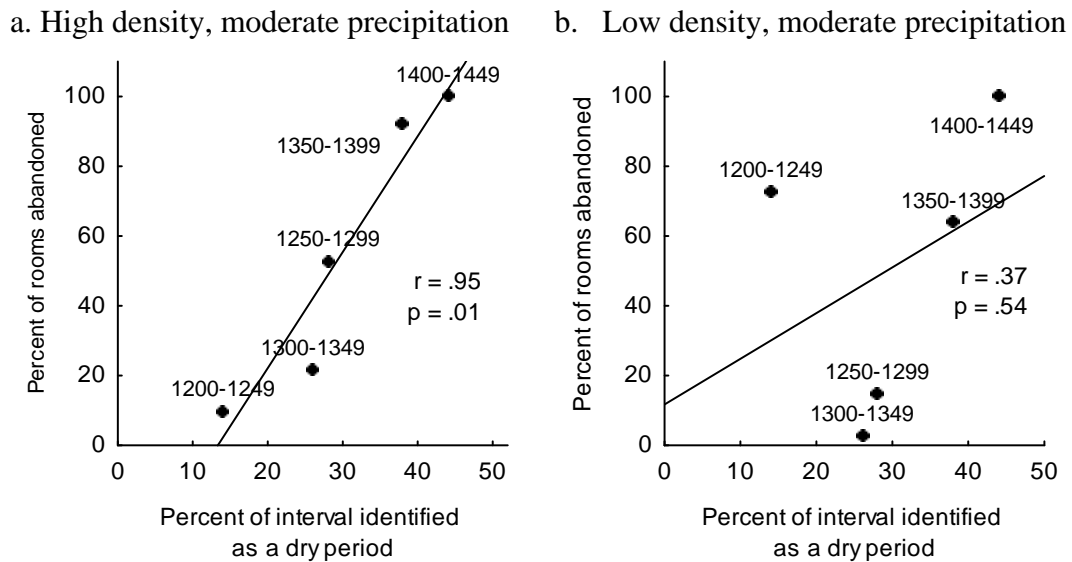 a. High density, moderate precipitation
Percent of rooms abandoned
100
80
60
40
20
0
1400-1449
1350-1399
1250-1299
r = .95
p = .01
1300-1349
1200-1249
0 10 20 30 40 50
Percent of interval identified
as a dry period
b. Low density, moderate precipitation
Percent of rooms abandoned
100
80
60
40
20
0
1400-1449
1200-1249
1350-1399
r = .37
p = .54
1250-1299
1300-1349
0 10 20 30 40 50
Percent of interval identified
as a dry period